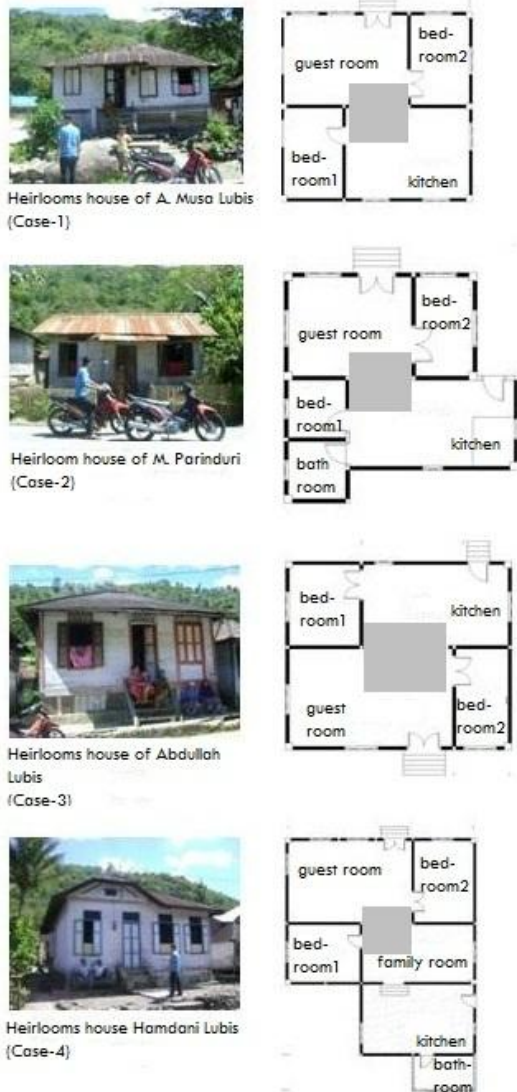 guest room
bed-
room2
bed-
room1
kitchen
Heirlooms house of A. Musa Lubis
(Case-1)
guest room
bed-
room2
bed-
room1
bath
room
kitchen
Heirloom house of M. Parinduri
(Case-2)
bed-
room1
kitchen
guest
room
bed-
room2
Heirlooms house of Abdullah
Lubis
(Case-3)
guest room
bed-
room2
bed-
room1
family room
kitchen
bath-
room
Heirlooms house Hamdani Lubis
(Case-4)